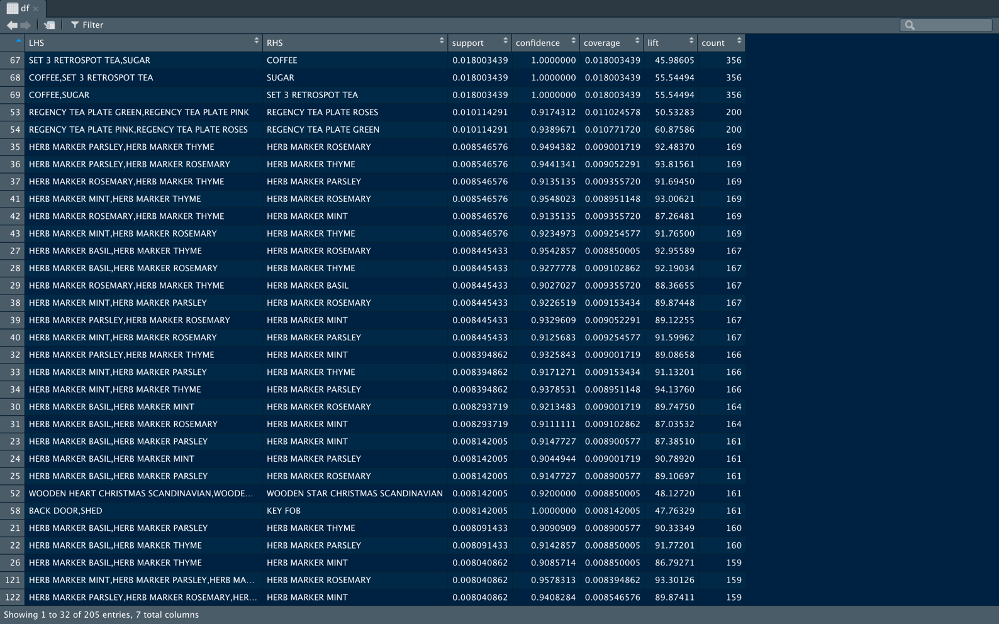 df
Filter
LHS RHS support confidence coverage lift count
67 SET 3 RETROSPOT TEA,SUGAR COFFEE 0.018003439 1.0000000 0.018003439 45.98605 356
68 COFFEE,SET 3 RETROSPOT TEA SUGAR 0.018003439 1.0000000 0.018003439 55.54494 356
69 COFFEE,SUGAR SET 3 RETROSPOT TEA 0.018003439 1.0000000 0.018003439 55.54494 356
53 REGENCY TEA PLATE GREEN,REGENCY TEA PLATE PINK REGENCY TEA PLATE ROSES 0.010114291 0.9174312 0.011024578 50.53283 200
54 REGENCY TEA PLATE PINK,REGENCY TEA PLATE ROSES REGENCY TEA PLATE GREEN 0.010114291 0.9389671 0.010771720 60.87586 200
35 HERB MARKER PARSLEY,HERB MARKER THYME HERB MARKER ROSEMARY 0.008546576 0.9494382 0.009001719 92.48370 169
36 HERB MARKER PARSLEY,HERB MARKER ROSEMARY HERB MARKER THYME 0.008546576 0.9441341 0.009052291 93.81561 169
37 HERB MARKER ROSEMARY,HERB MARKER THYME HERB MARKER PARSLEY 0.008546576 0.9135135 0.009355720 91.69450 169
41 HERB MARKER MINT,HERB MARKER THYME HERB MARKER ROSEMARY 0.008546576 0.9548023 0.008951148 93.00621 169
42 HERB MARKER ROSEMARY,HERB MARKER THYME HERB MARKER MINT 0.008546576 0.9135135 0.009355720 87.26481 169
43 HERB MARKER MINT,HERB MARKER ROSEMARY HERB MARKER THYME 0.008546576 0.9234973 0.009254577 91.76500 169
27 HERB MARKER BASIL,HERB MARKER THYME HERB MARKER ROSEMARY 0.008445433 0.9542857 0.008850005 92.95589 167
28 HERB MARKER BASIL,HERB MARKER ROSEMARY HERB MARKER THYME 0.008445433 0.9277778 0.009102862 92.19034 167
29 HERB MARKER ROSEMARY,HERB MARKER THYME HERB MARKER BASIL 0.008445433 0.9027027 0.009355720 88.36655 167
38 HERB MARKER MINT,HERB MARKER PARSLEY HERB MARKER ROSEMARY 0.008445433 0.9226519 0.009153434 89.87448 167
39 HERB MARKER PARSLEY,HERB MARKER ROSEMARY HERB MARKER MINT 0.008445433 0.9329609 0.009052291 89.12255 167
40 HERB MARKER MINT,HERB MARKER ROSEMARY HERB MARKER PARSLEY 0.008445433 0.9125683 0.009254577 91.59962 167
32 HERB MARKER PARSLEY,HERB MARKER THYME HERB MARKER MINT 0.008394862 0.9325843 0.009001719 89.08658 166
33 HERB MARKER MINT,HERB MARKER PARSLEY HERB MARKER THYME 0.008394862 0.9171271 0.009153434 91.13201 166
34 HERB MARKER MINT,HERB MARKER THYME HERB MARKER PARSLEY 0.008394862 0.9378531 0.008951148 94.13760 166
30 HERB MARKER BASIL,HERB MARKER MINT HERB MARKER ROSEMARY 0.008293719 0.9213483 0.009001719 89.74750 164
31 HERB MARKER BASIL,HERB MARKER ROSEMARY HERB MARKER MINT 0.008293719 0.9111111 0.009102862 87.03532 164
23 HERB MARKER BASIL,HERB MARKER PARSLEY HERB MARKER MINT 0.008142005 0.9147727 0.008900577 87.38510 161
24 HERB MARKER BASIL,HERB MARKER MINT HERB MARKER PARSLEY 0.008142005 0.9044944 0.009001719 90.78920 161
25 HERB MARKER BASIL,HERB MARKER PARSLEY HERB MARKER ROSEMARY 0.008142005 0.9147727 0.008900577 89.10697 161
52 WOODEN HEART CHRISTMAS SCANDINAVIAN,WOODE... WOODEN STAR CHRISTMAS SCANDINAVIAN 0.008142005 0.9200000 0.008850005 48.12720 161
58 BACK DOOR,SHED KEY FOB 0.008142005 1.0000000 0.008142005 47.76329 161
21 HERB MARKER BASIL,HERB MARKER PARSLEY HERB MARKER THYME 0.008091433 0.9090909 0.008900577 90.33349 160
22 HERB MARKER BASIL,HERB MARKER THYME HERB MARKER PARSLEY 0.008091433 0.9142857 0.008850005 91.77201 160
26 HERB MARKER BASIL,HERB MARKER THYME HERB MARKER MINT 0.008040862 0.9085714 0.008850005 86.79271 159
121 HERB MARKER MINT,HERB MARKER PARSLEY,HERB MA... HERB MARKER ROSEMARY 0.008040862 0.9578313 0.008394862 93.30126 159
122 HERB MARKER PARSLEY,HERB MARKER ROSEMARY,HER... HERB MARKER MINT 0.008040862 0.9408284 0.008546576 89.87411 159
Showing 1 to 32 of 205 entries, 7 total columns